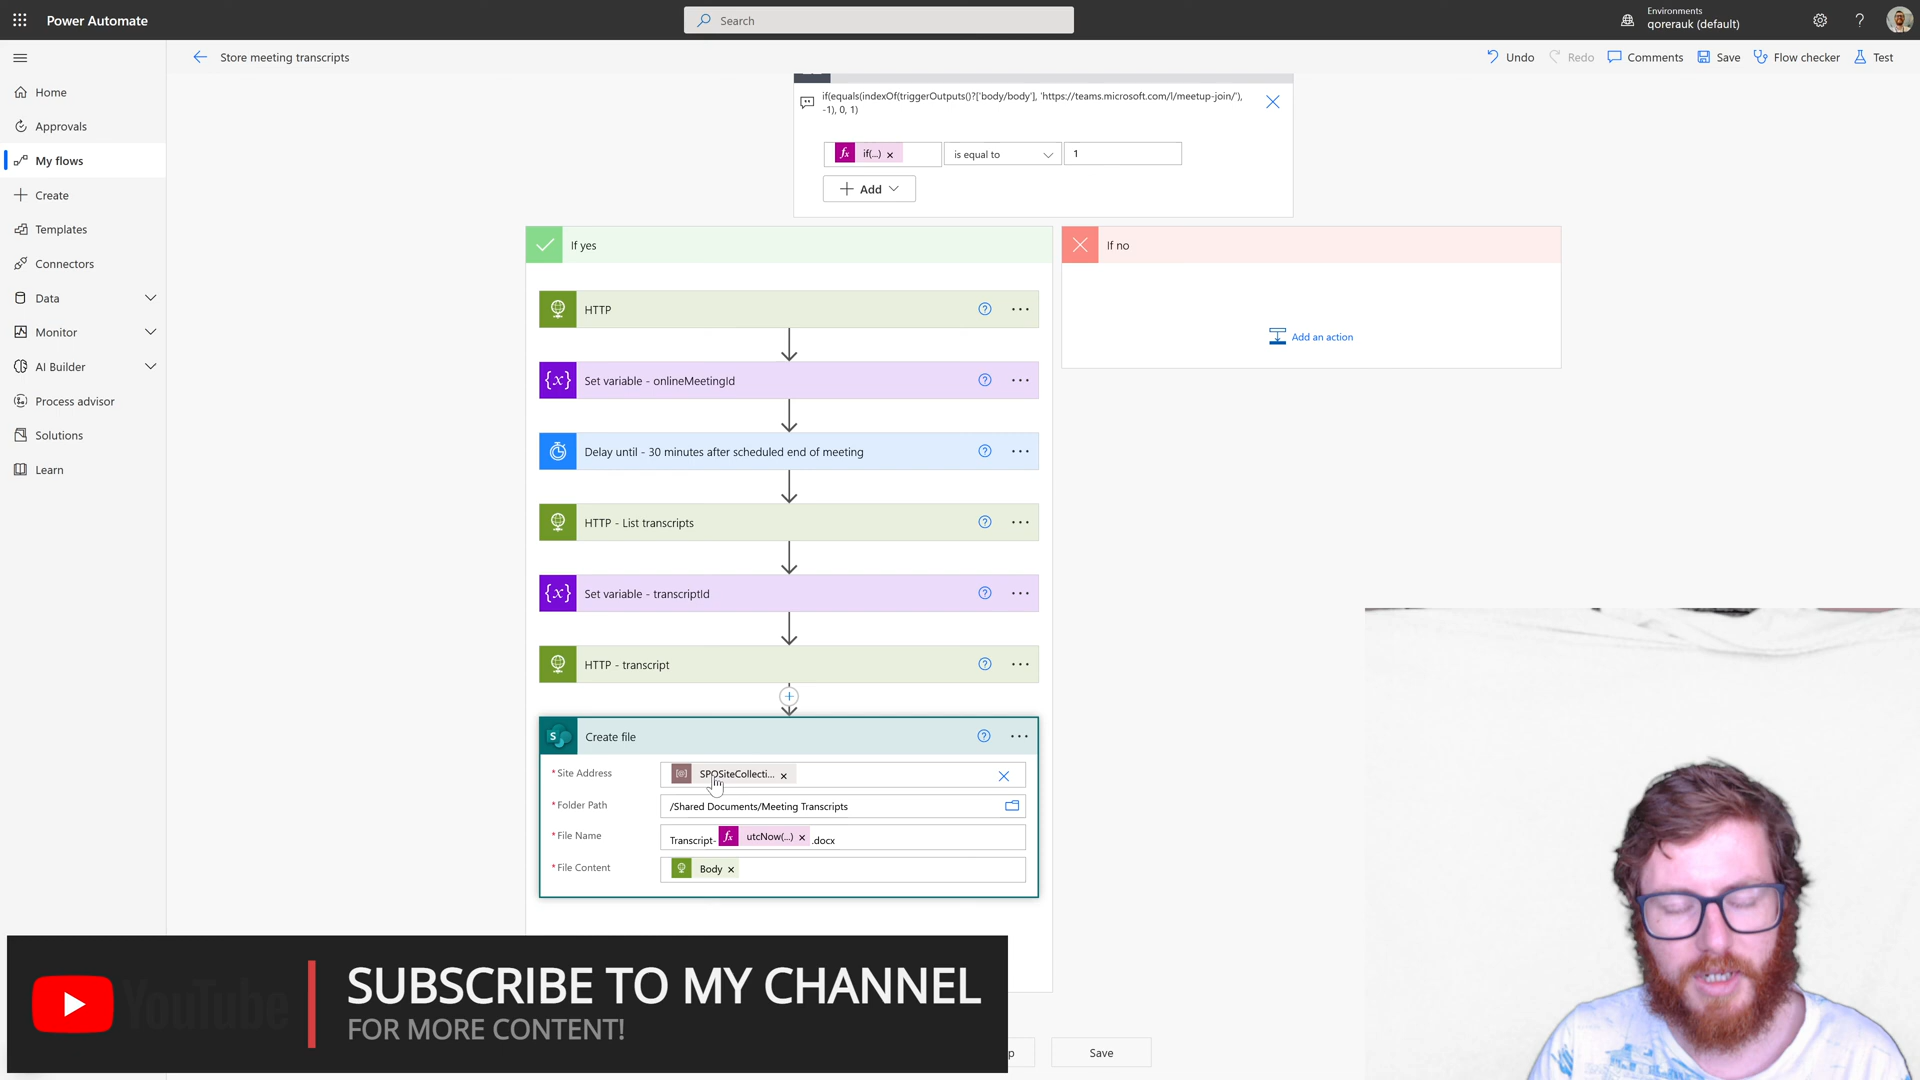 Power Automate
Search
Environments
qorerauk (default)
?
Store meeting transcripts
Undo
Redo
Comments
Save
Flow checker
Test
Home
Approvals
My flows
Create
Templates
Connectors
Data
Monitor
AI Builder
Process advisor
Solutions
Learn
if(equals(indexOf(triggerOutputs()?['body/body'], 'https://teams.microsoft.com/l/meetup-join/'),
-1), 0, 1)
fx if(...) × is equal to 1
+ Add
If yes
If no
Add an action
HTTP
{x} Set variable - onlineMeetingId
Delay until - 30 minutes after scheduled end of meeting
HTTP - List transcripts
{x} Set variable - transcriptId
HTTP - transcript
S Create file
* Site Address SPOSiteCollecti... ×
* Folder Path /Shared Documents/Meeting Transcripts
* File Name Transcript- fx utcNow(...) × .docx
* File Content Body ×
YouTube
SUBSCRIBE TO MY CHANNEL
FOR MORE CONTENT!
p
Save